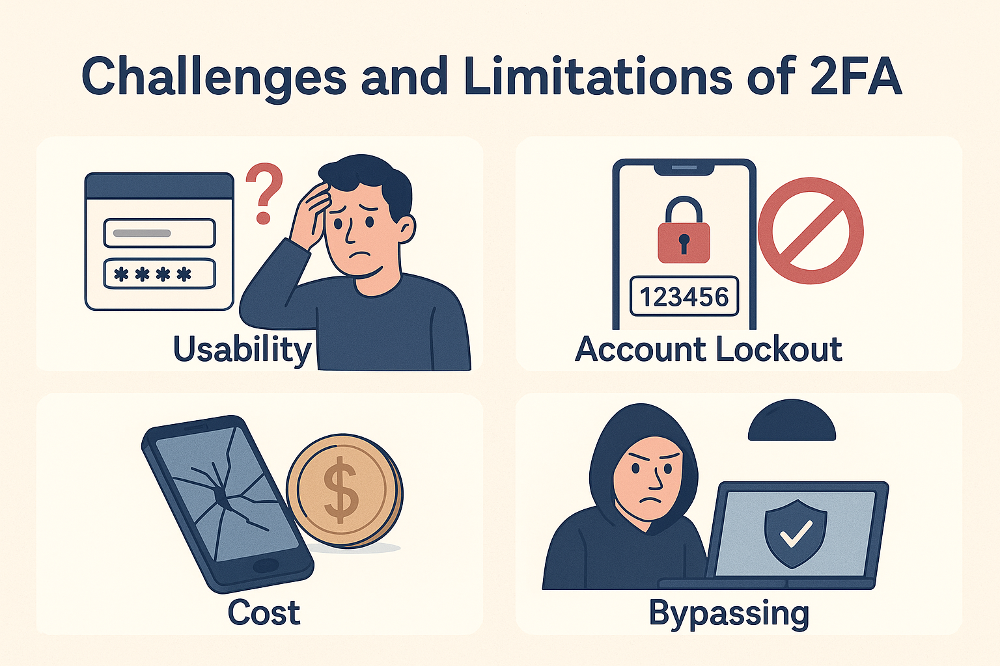 Challenges and Limitations of 2FA
?
****
Usability
123456
Account Lockout
$
Cost
Bypassing